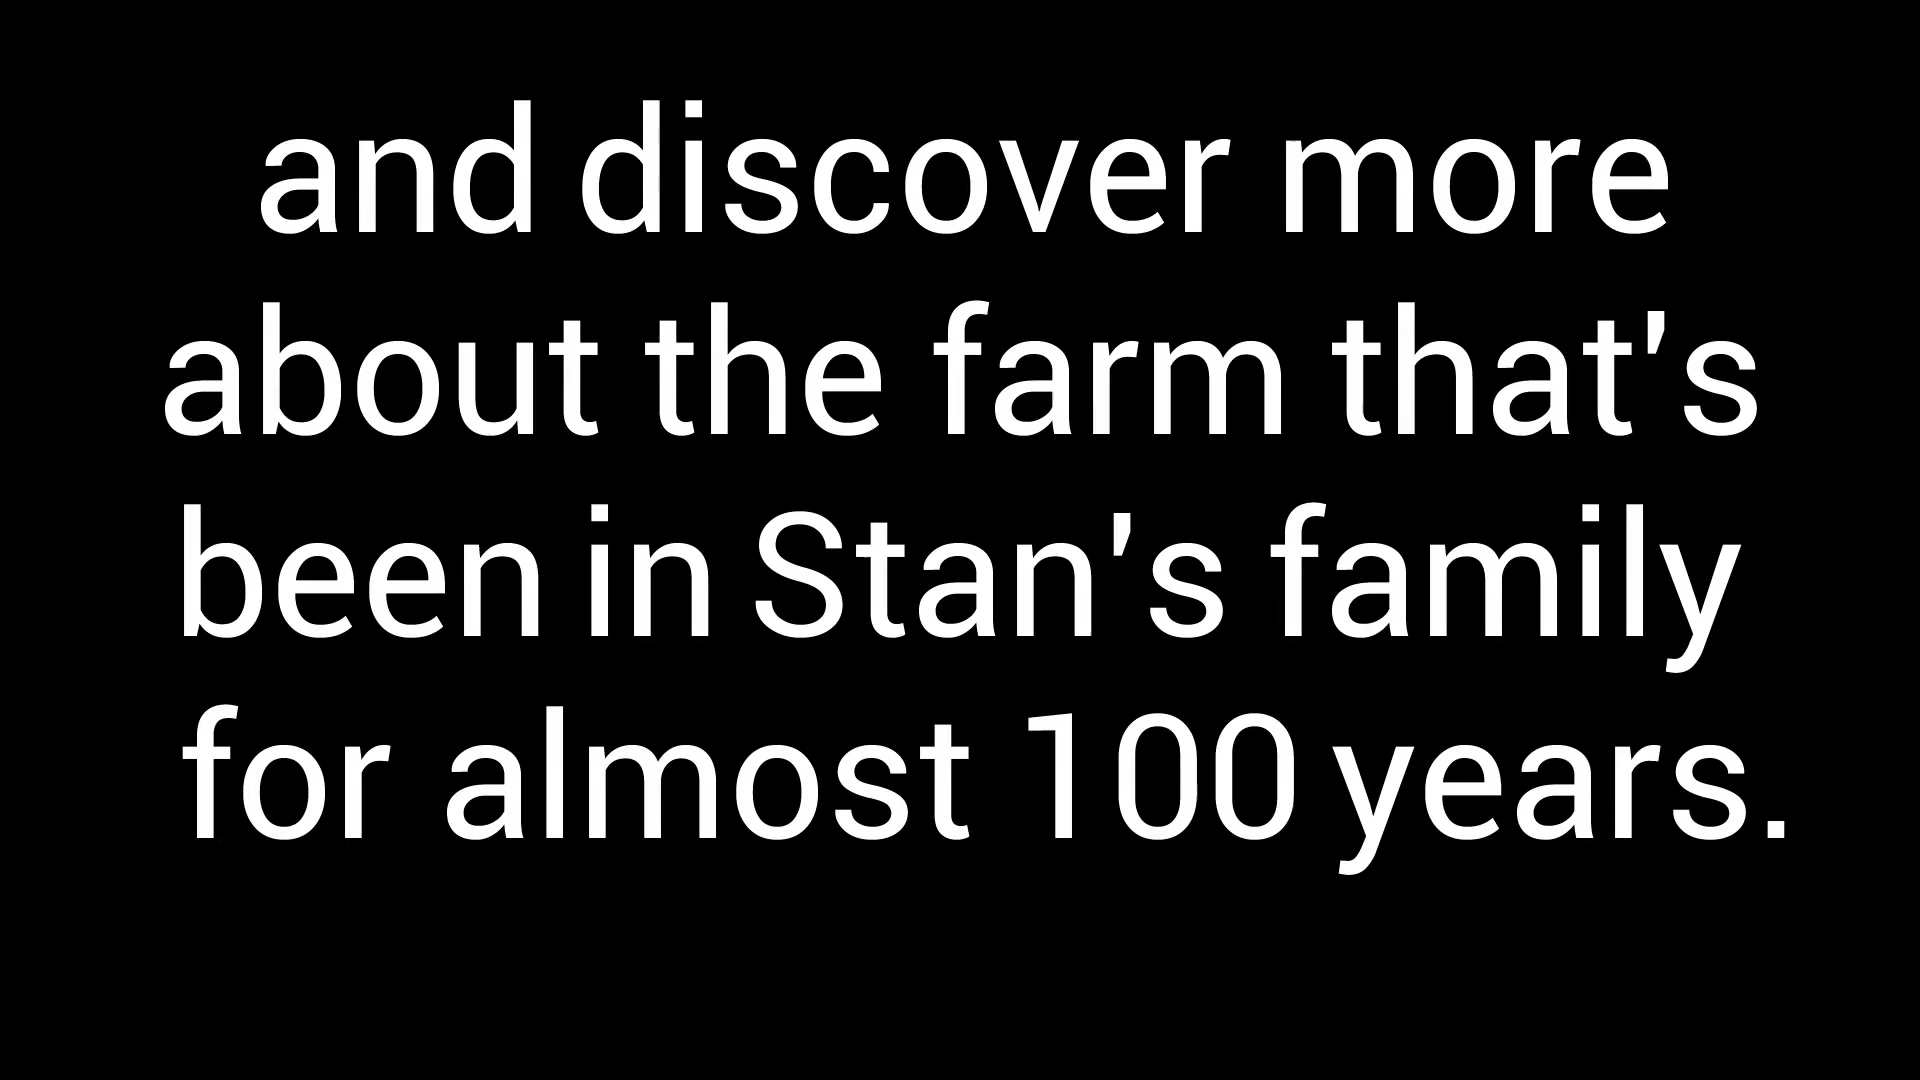 and discover more
about the farm that's
been in Stan's family
for almost 100 years.